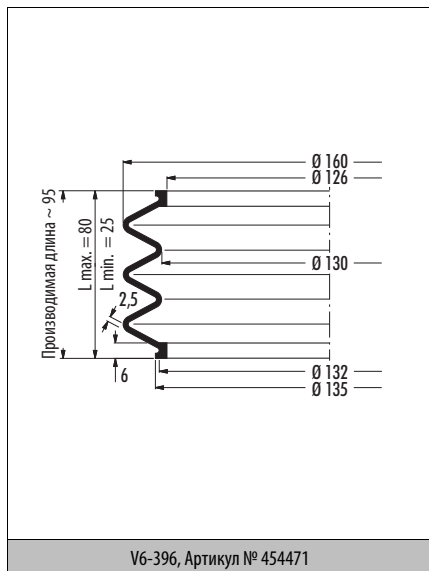 Ø 160
Ø 126
Производимая длина ~ 95
L max. = 80
L min. = 25
Ø 130
2,5
6
Ø 132
Ø 135
V6-396, Артикул № 454471